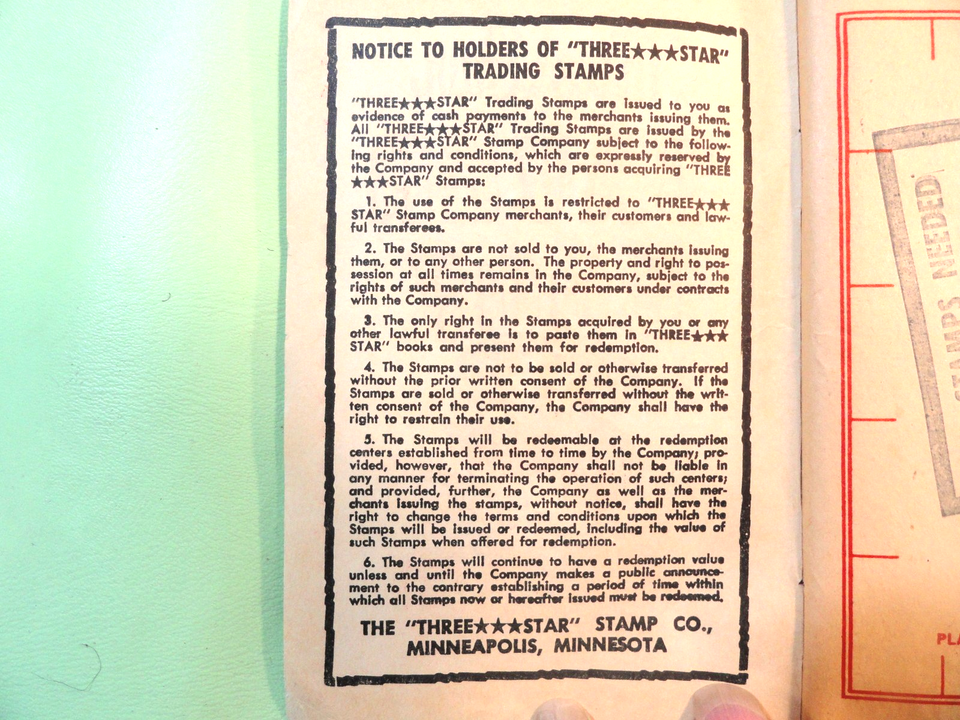 NOTICE TO HOLDERS OF "THREE★★★STAR"
TRADING STAMPS
"THREE★★★STAR" Trading Stamps are issued to you as
evidence of cash payments to the merchants issuing them.
All "THREE★★★STAR" Trading Stamps are issued by the
"THREE★★★STAR" Stamp Company subject to the follow-
ing rights and conditions, which are expressly reserved by
the Company and accepted by the persons acquiring "THREE
★★★STAR" Stamps:
1. The use of the Stamps is restricted to "THREE★★★
STAR" Stamp Company merchants, their customers and law-
ful transferees.
2. The Stamps are not sold to you, the merchants issuing
them, or to any other person. The property and right to pos-
session at all times remains in the Company, subject to the
rights of such merchants and their customers under contracts
with the Company.
3. The only right in the Stamps acquired by you or any
other lawful transferee is to paste them in "THREE★★★
STAR" books and present them for redemption.
4. The Stamps are not to be sold or otherwise transferred
without the prior written consent of the Company. If the
Stamps are sold or otherwise transferred without the writ-
ten consent of the Company, the Company shall have the
right to restrain their use.
5. The Stamps will be redeemable at the redemption
centers established from time to time by the Company; pro-
vided, however, that the Company shall not be liable in
any manner for terminating the operation of such centers;
and provided, further, the Company as well as the mer-
chants issuing the stamps, without notice, shall have the
right to change the terms and conditions upon which the
Stamps will be issued or redeemed, including the value of
such Stamps when offered for redemption.
6. The Stamps will continue to have a redemption value
unless and until the Company makes a public announce-
ment to the contrary establishing a period of time within
which all Stamps now or hereafter issued must be redeemed.
THE "THREE★★★STAR" STAMP CO.,
MINNEAPOLIS, MINNESOTA
STAMPS NEEDED
PLA